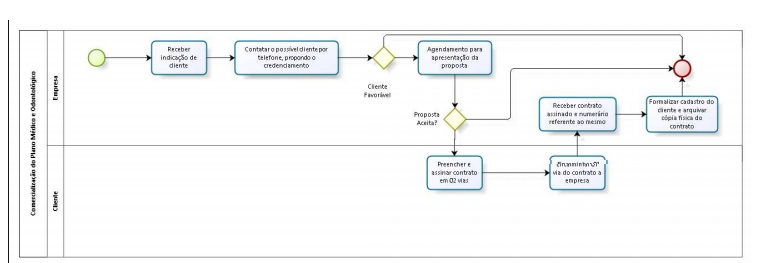 Comercialização do Plano Médico e Odontológico
Empresa
Receber
indicação de
cliente
Contatar o possível cliente por
telefone, propondo o
credenciamento
Cliente
Favorável
Agendamento para
apresentação da
proposta
Proposta
Aceita?
Receber contrato
assinado e numerário
referente ao mesmo
Formalizar cadastro do
cliente e arquivar
cópia física do
contrato
Cliente
Preencher e
assinar contrato
em 02 vias
via do contrato a
empresa